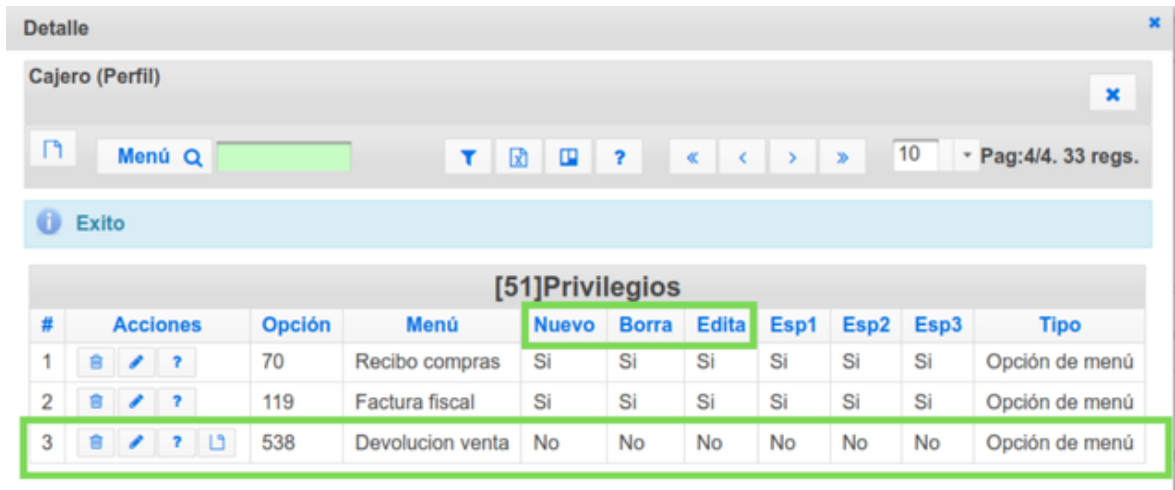 Detalle
Cajero (Perfil)
Menú 10 Pag:4/4. 33 regs.
Exito
[51]Privilegios
# Acciones Opción Menú Nuevo Borra Edita Esp1 Esp2 Esp3 Tipo
1 ? 70 Recibo compras Si Si Si Si Si Si Opción de menú
2 ? 119 Factura fiscal Si Si Si Si Si Si Opción de menú
3 ? 538 Devolucion venta No No No No No No Opción de menú